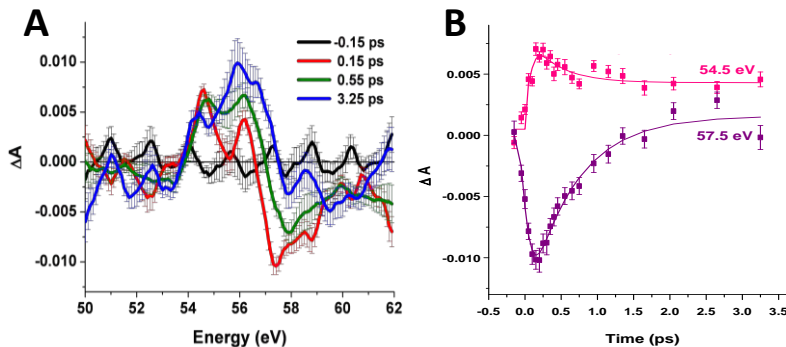 A
-0.15 ps
0.15 ps
0.55 ps
3.25 ps
0.010
0.005
0.000
-0.005
-0.010
ΔA
50 52 54 56 58 60 62
Energy (eV)
B
54.5 eV
57.5 eV
0.005
0.000
-0.005
-0.010
Δ A
-0.5 0.0 0.5 1.0 1.5 2.0 2.5 3.0 3.5
Time (ps)